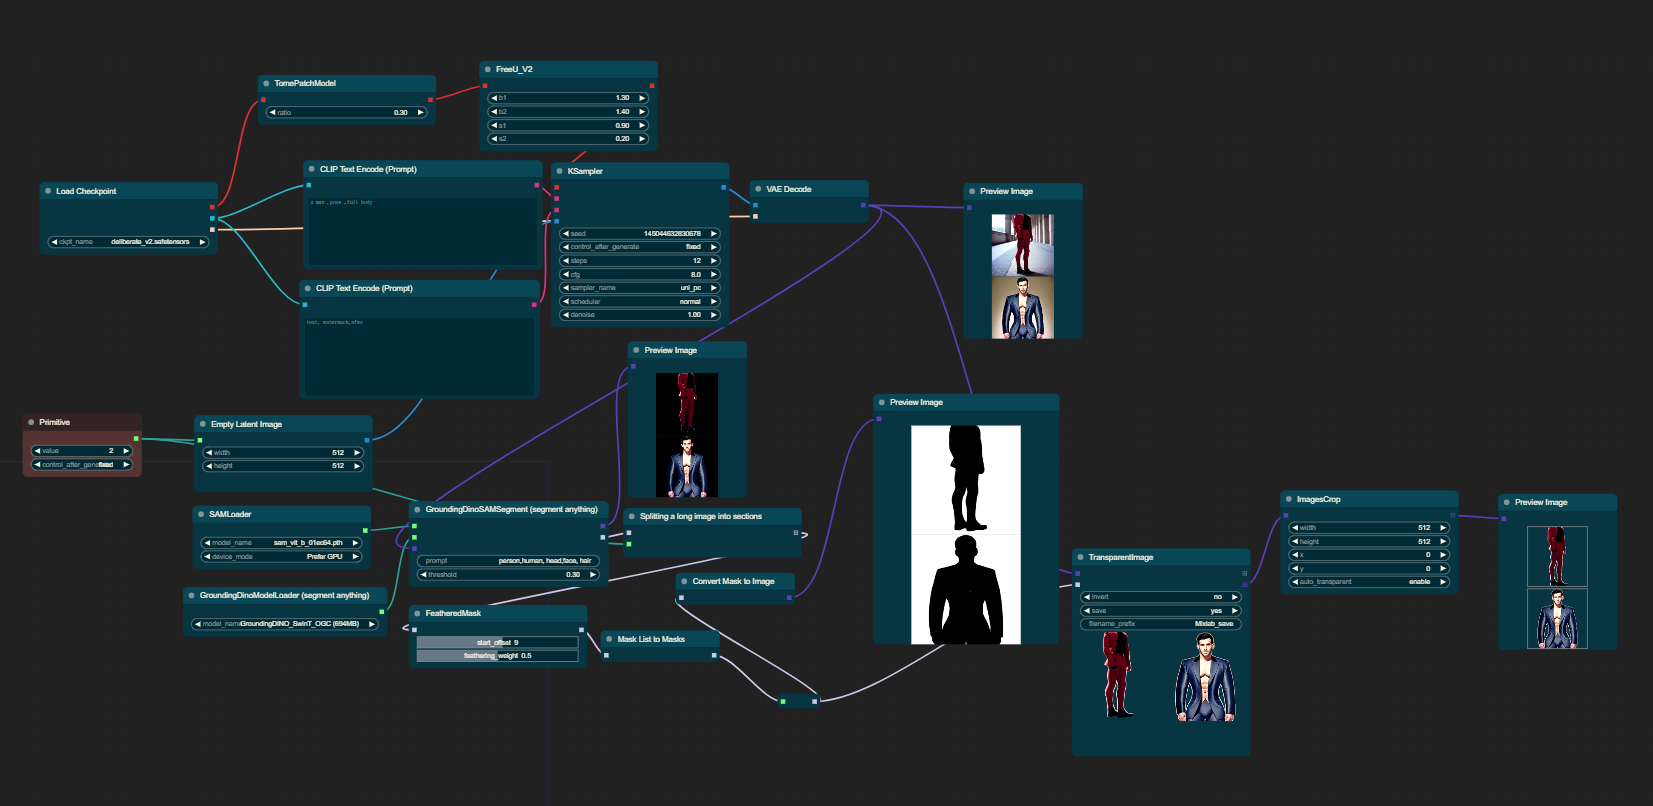 TomePatchModel
ratio 0.30
FreeU_V2
b1 1.30
b2 1.40
s1 0.90
s2 0.20
Load Checkpoint
ckpt_name deliberate_v2.safetensors
CLIP Text Encode (Prompt)
a man ,pose ,full body
CLIP Text Encode (Prompt)
text, watermark,nfsw
KSampler
seed 145044632830678
control_after_generate fixed
steps 12
cfg 8.0
sampler_name uni_pc
scheduler normal
denoise 1.00
VAE Decode
Preview Image
Preview Image
Preview Image
Primitive
value 2
control_after_generate fixed
Empty Latent Image
width 512
height 512
SAMLoader
model_name sam_vit_b_01ec64.pth
device_mode Prefer GPU
GroundingDinoSAMSegment (segment anything)
prompt person,human, head,face, hair
threshold 0.30
Splitting a long image into sections
GroundingDinoModelLoader (segment anything)
model_name GroundingDINO_SwinT_OGC (694MB)
FeatheredMask
start_offset 9
feathering_weight 0.5
Convert Mask to Image
Mask List to Masks
TransparentImage
invert no
save yes
filename_prefix Mixlab_save
ImagesCrop
width 512
height 512
x 0
y 0
auto_transparent enable
Preview Image